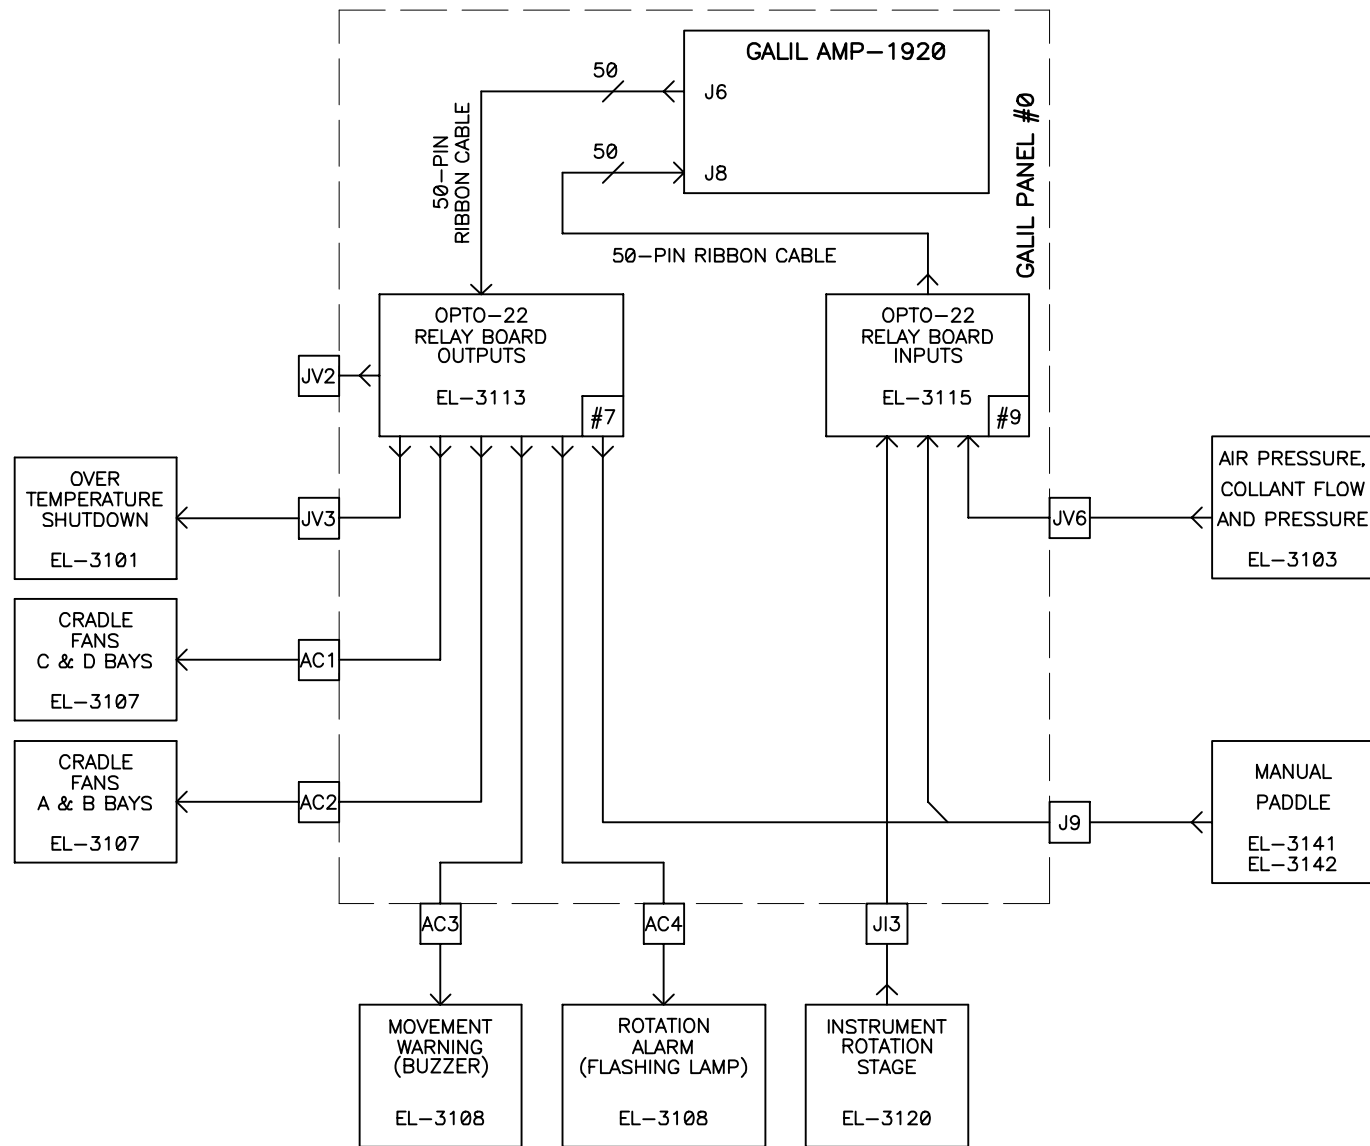 GALIL AMP-1920
50
J6
50
J8
50-PIN
RIBBON CABLE
50-PIN RIBBON CABLE
GALIL PANEL #0
OPTO-22
RELAY BOARD
OUTPUTS
EL-3113
#7
OPTO-22
RELAY BOARD
INPUTS
EL-3115
#9
JV2
OVER
TEMPERATURE
SHUTDOWN
EL-3101
JV3
JV6
AIR PRESSURE,
COLLANT FLOW
AND PRESSURE
EL-3103
CRADLE
FANS
C & D BAYS
EL-3107
AC1
CRADLE
FANS
A & B BAYS
EL-3107
AC2
J9
MANUAL
PADDLE
EL-3141
EL-3142
AC3
AC4
JI3
MOVEMENT
WARNING
(BUZZER)
EL-3108
ROTATION
ALARM
(FLASHING LAMP)
EL-3108
INSTRUMENT
ROTATION
STAGE
EL-3120